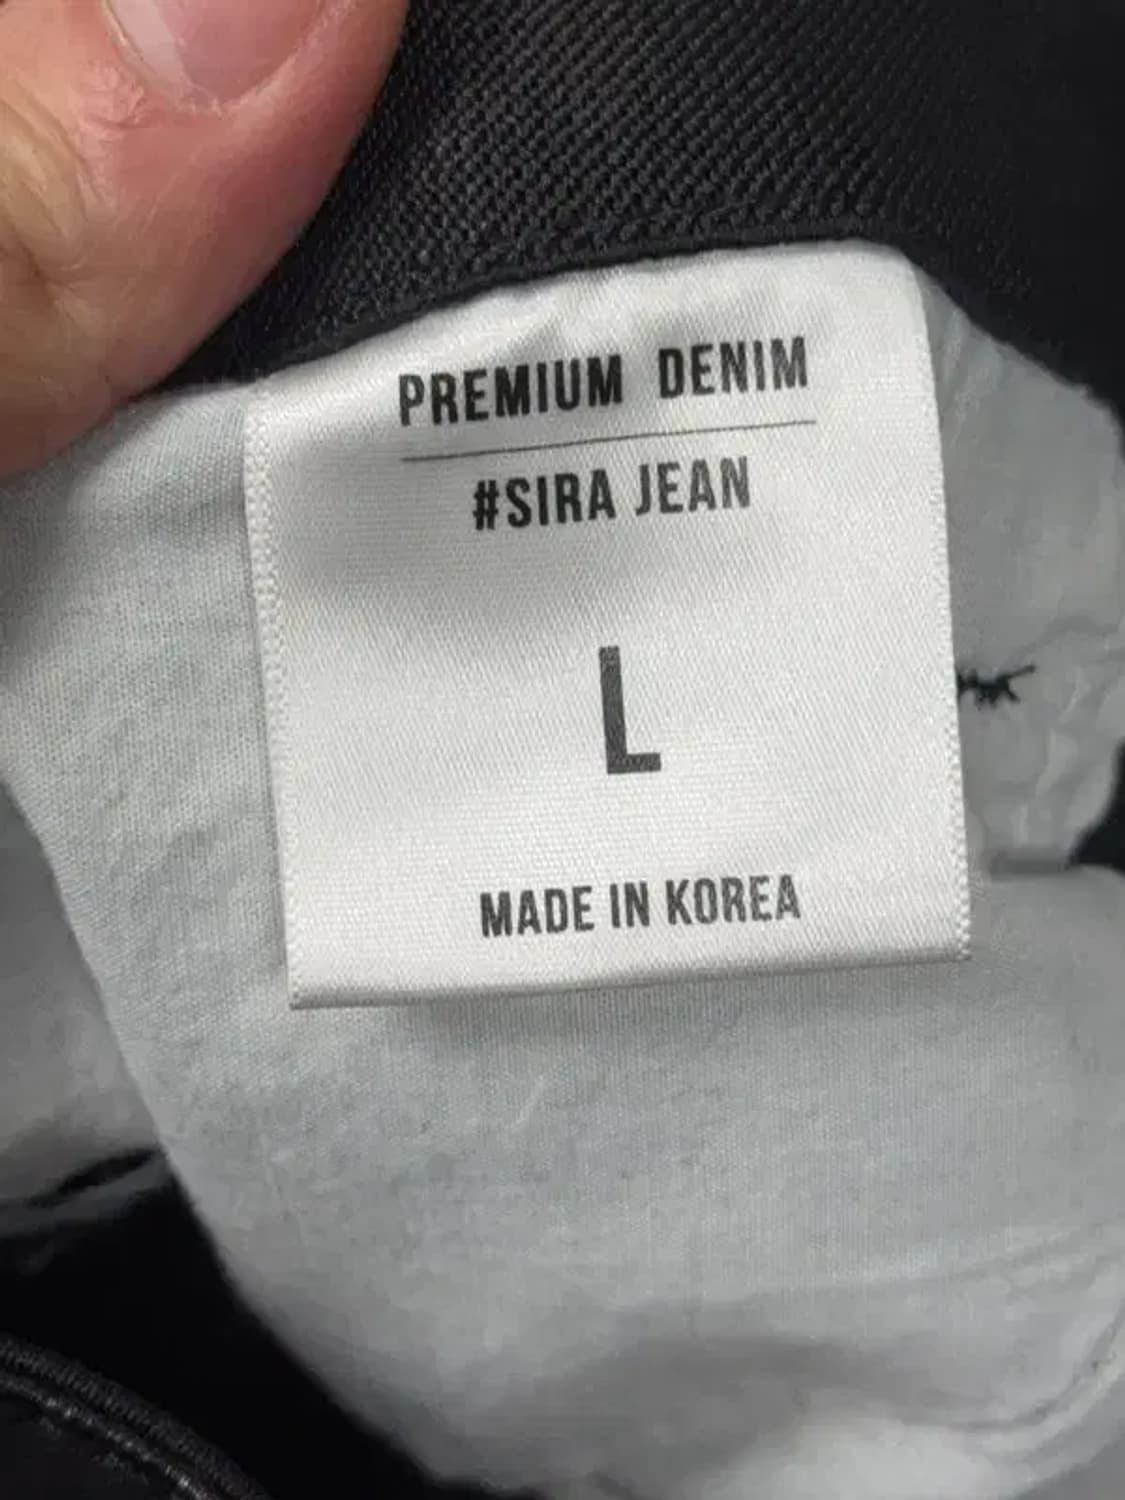 PREMIUM DENIM
#SIRA JEAN
L
MADE IN KOREA